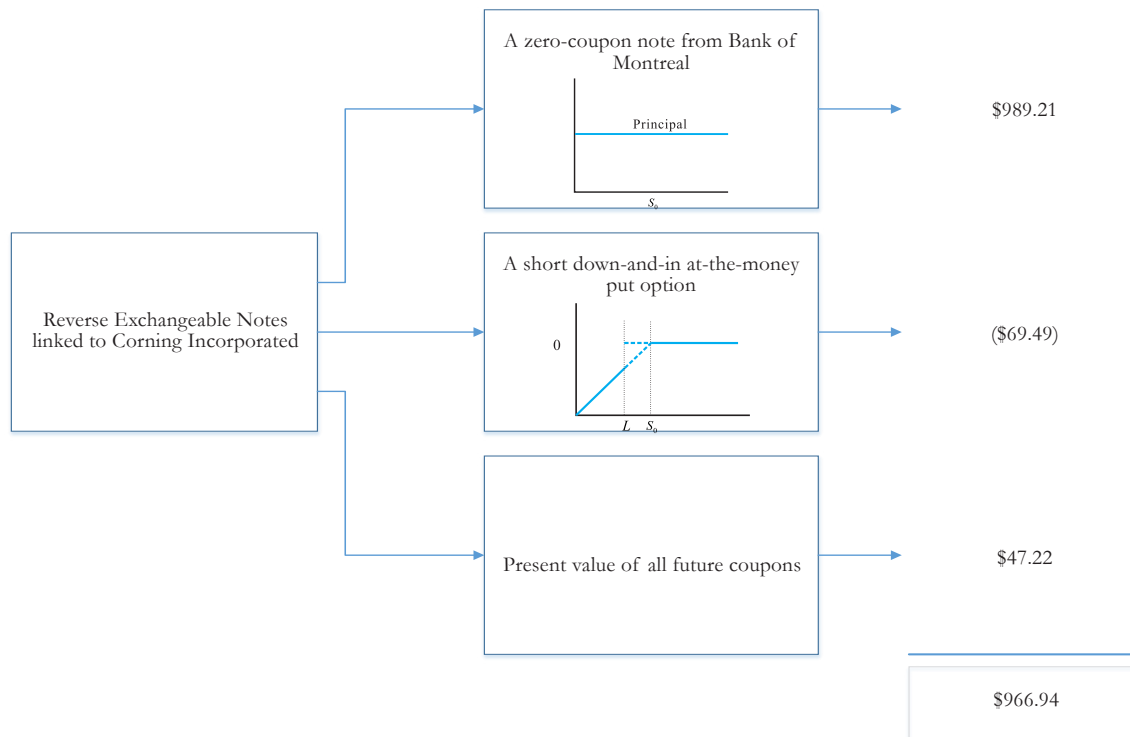 A zero-coupon note from Bank of
Montreal
Principal
S₀
$989.21
Reverse Exchangeable Notes
linked to Corning Incorporated
A short down-and-in at-the-money
put option
0
L S₀
($69.49)
Present value of all future coupons
$47.22
$966.94